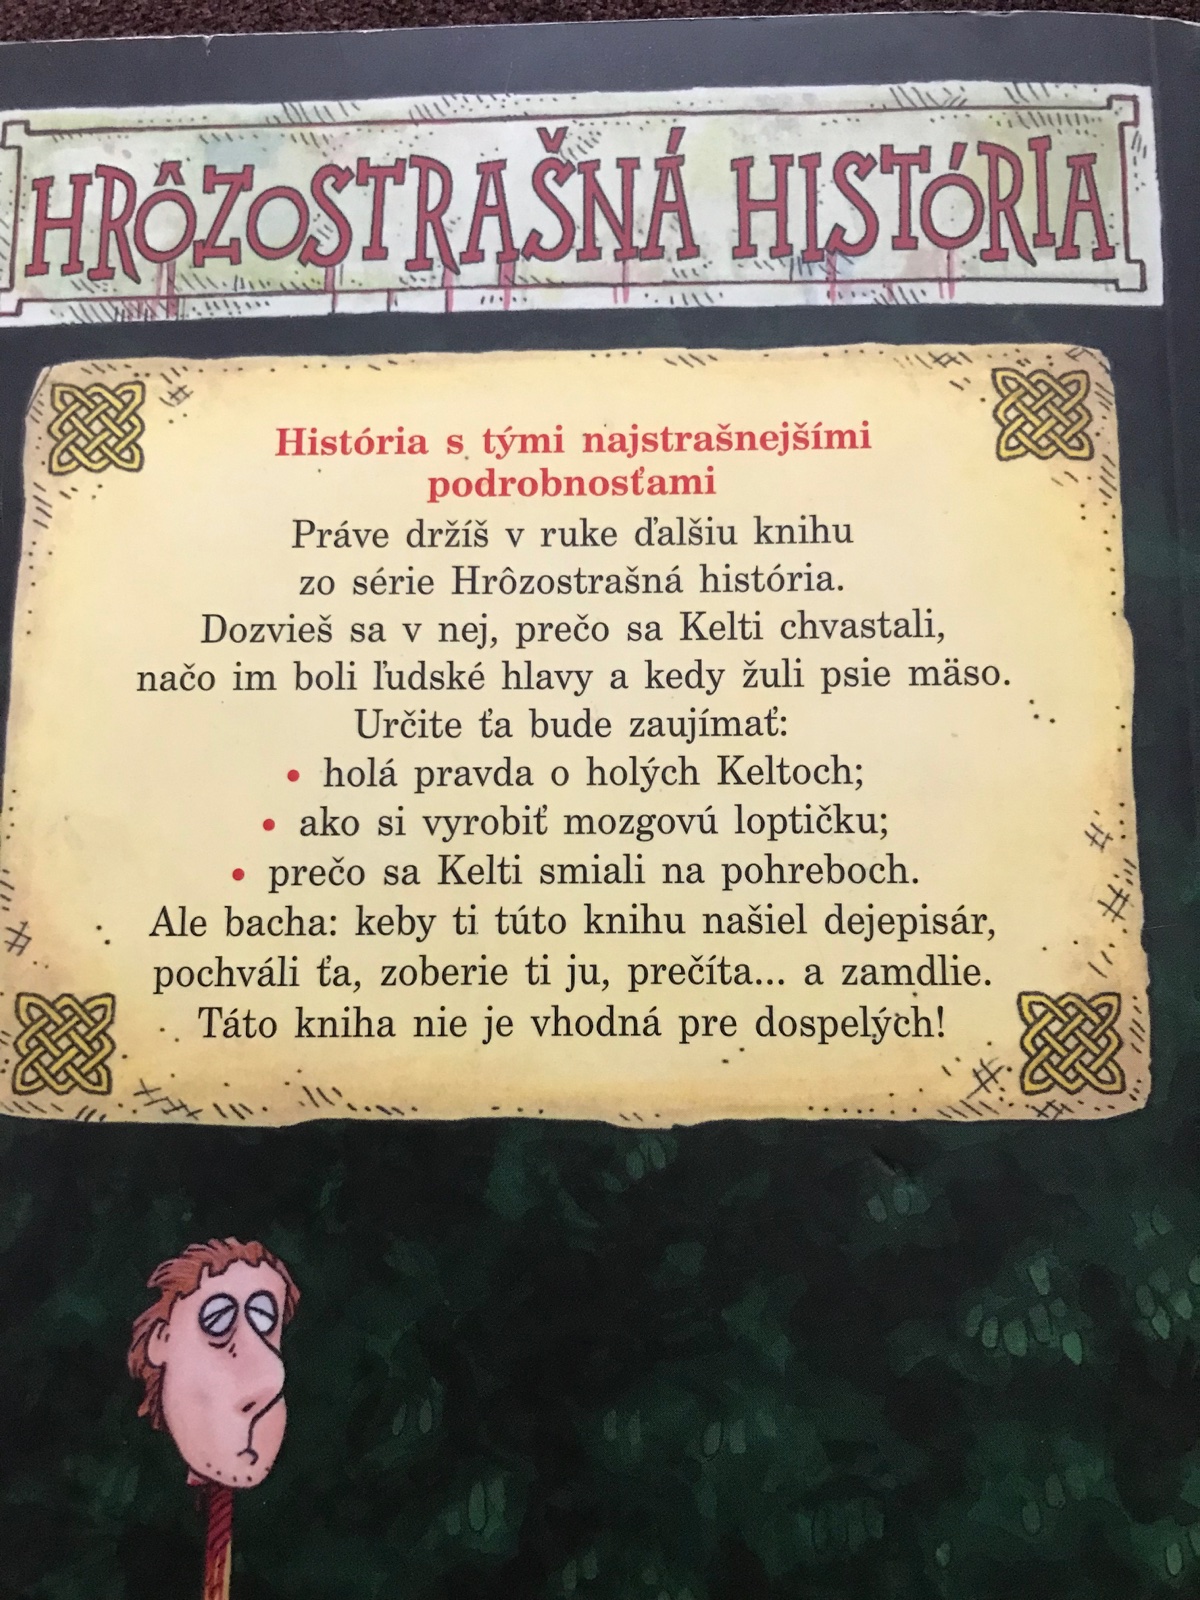 HRÔZOSTRAŠNÁ HISTÓRIA
História s tými najstrašnejšími
podrobnosťami
Práve držíš v ruke ďalšiu knihu
zo série Hrôzostrašná história.
Dozvieš sa v nej, prečo sa Kelti chvastali,
načo im boli ľudské hlavy a kedy žuli psie mäso.
Určite ťa bude zaujímať:
• holá pravda o holých Keltoch;
• ako si vyrobiť mozgovú loptičku;
• prečo sa Kelti smiali na pohreboch.
Ale bacha: keby ti túto knihu našiel dejepisár,
pochváli ťa, zoberie ti ju, prečíta... a zamdlie.
Táto kniha nie je vhodná pre dospelých!